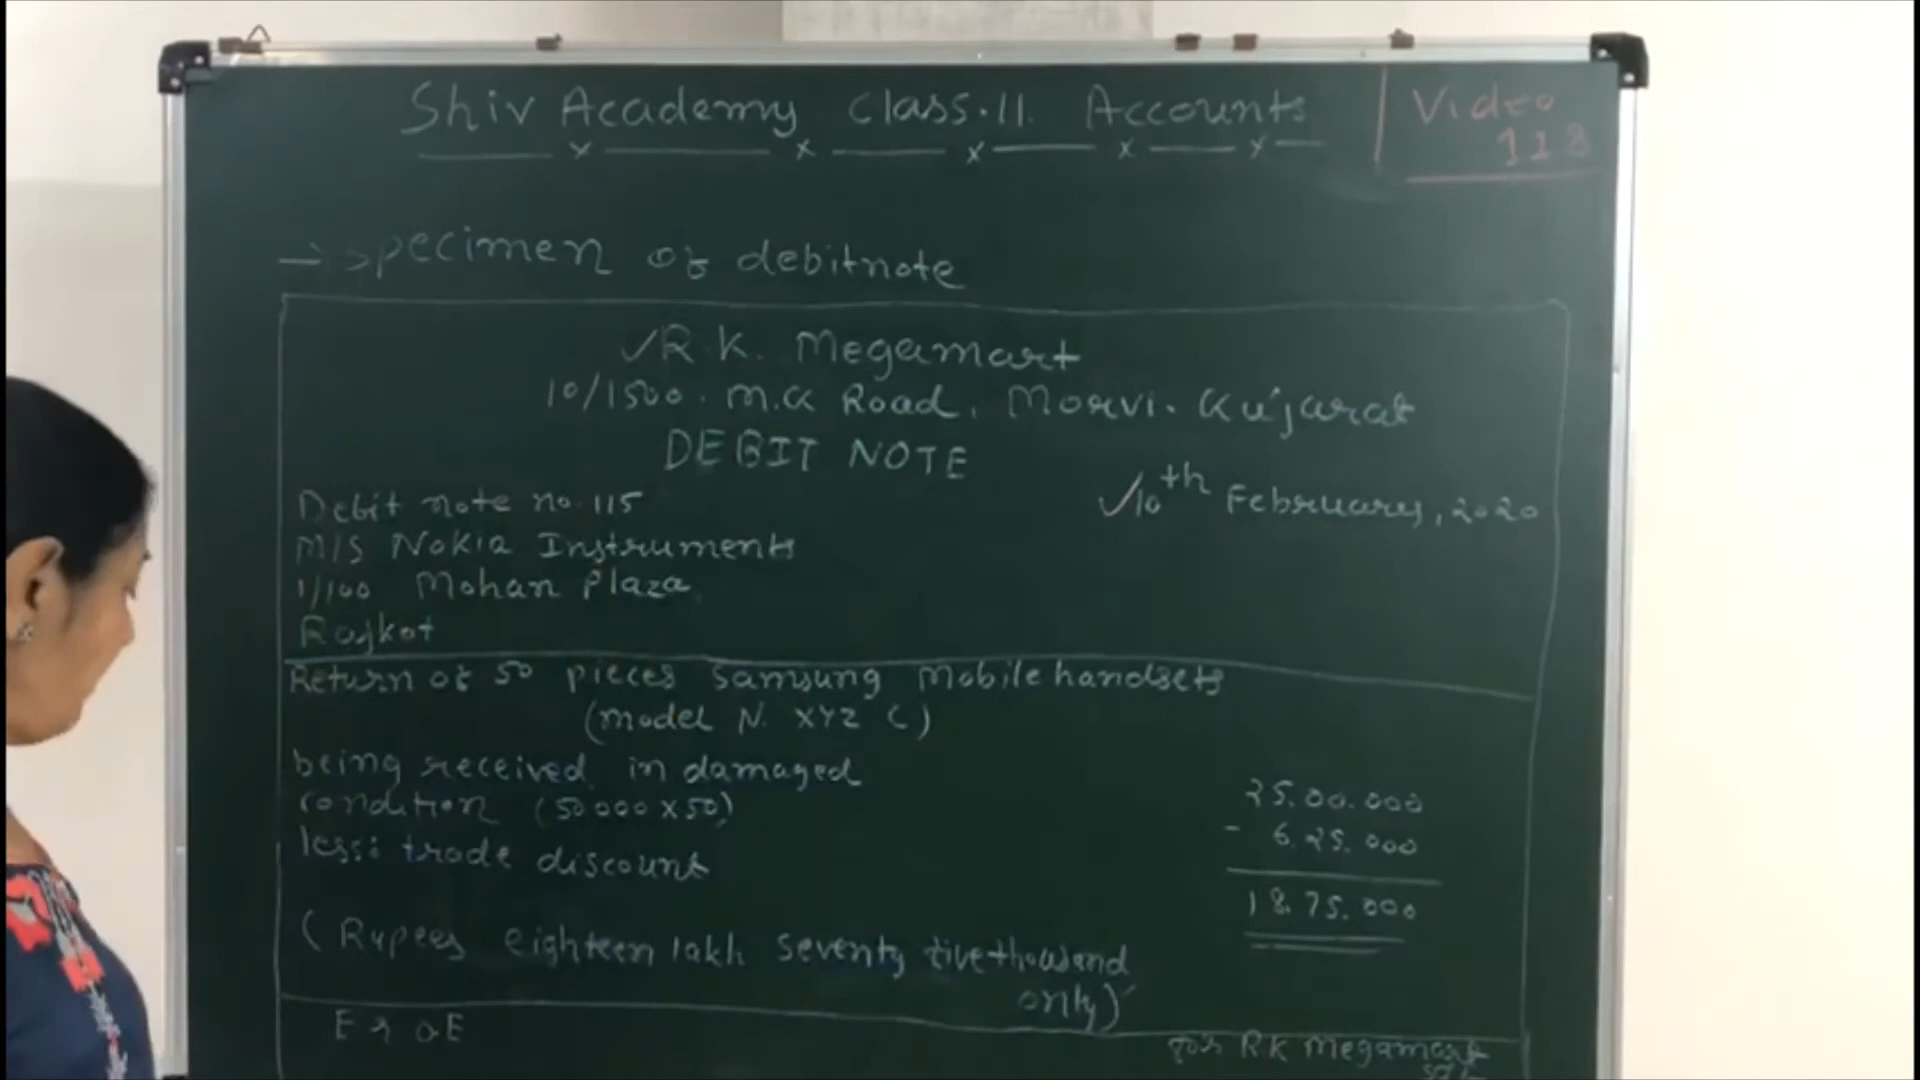 Shiv Academy Class.11. Accounts
Video
118
→ specimen of debitnote
R.K. Megamart
10/1500. M.G Road, Morvi. Gujarat
DEBIT NOTE
Debit note no. 115
10th February, 2020
M/S Nokia Instruments
1/100 Mohan Plaza
Rajkot
Return of 50 pieces Samsung Mobile handsets
(model N. XYZ C)
being received in damaged
condition (50000 x 50)
25.00.000
less: trade discount
- 6.25.000
18.75.000
(Rupees eighteen lakh seventy five thousand
only)
E & OE
for RK Megamart